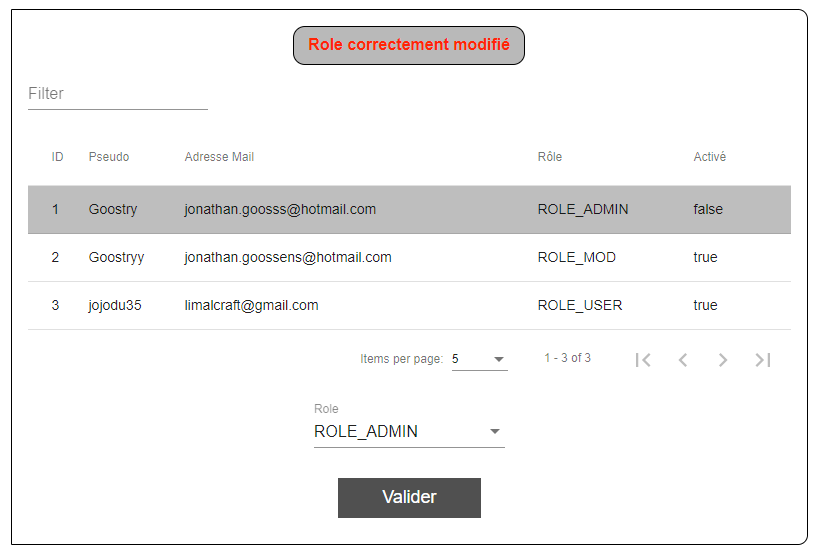 Role correctement modifié
Filter
ID Pseudo Adresse Mail Rôle Activé
1 Goostry jonathan.goosss@hotmail.com ROLE_ADMIN false
2 Goostryy jonathan.goossens@hotmail.com ROLE_MOD true
3 jojodu35 limalcraft@gmail.com ROLE_USER true
Items per page: 5 1 - 3 of 3
Role
ROLE_ADMIN
Valider